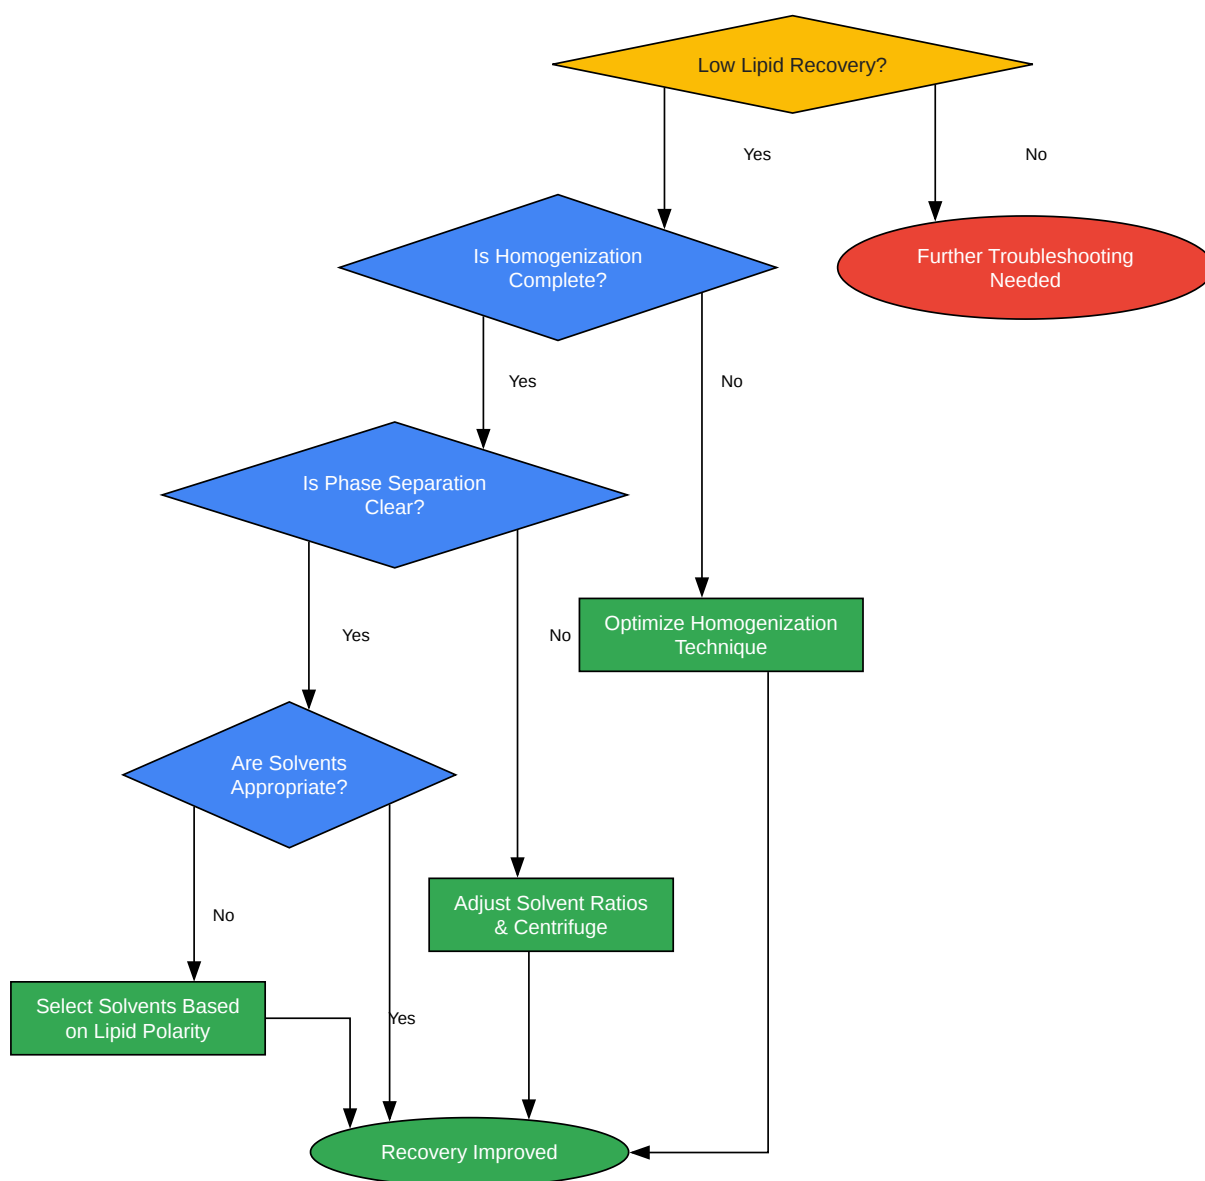 Low Lipid Recovery?
Yes
No
Is Homogenization
Complete?
Further Troubleshooting
Needed
Yes
No
Is Phase Separation
Clear?
Optimize Homogenization
Technique
Yes
No
Are Solvents
Appropriate?
Adjust Solvent Ratios
& Centrifuge
No
Select Solvents Based
on Lipid Polarity
Yes
Recovery Improved